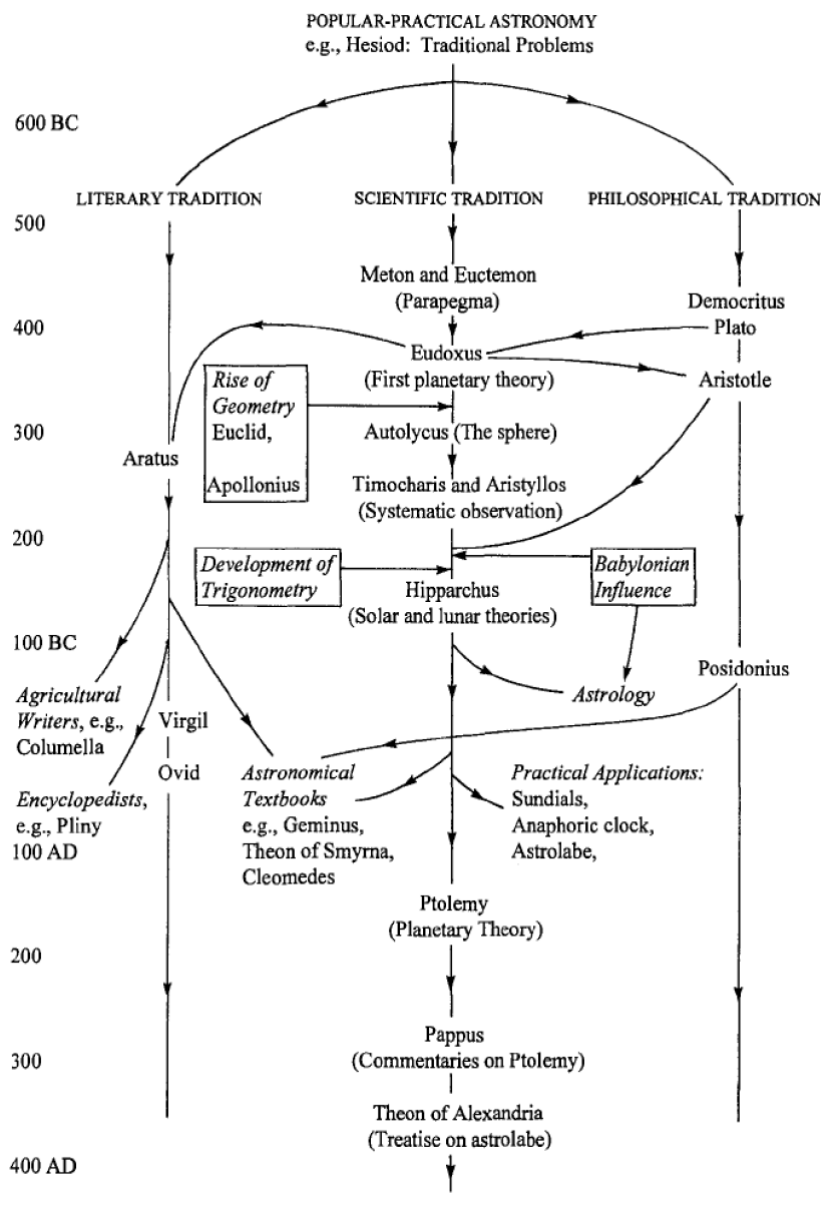 POPULAR-PRACTICAL ASTRONOMY
e.g., Hesiod: Traditional Problems
600 BC
LITERARY TRADITION
SCIENTIFIC TRADITION
PHILOSOPHICAL TRADITION
500
Meton and Euctemon
(Parapegma)
Democritus
400
Plato
Eudoxus
(First planetary theory)
Aristotle
Rise of
Geometry
Euclid,
Apollonius
300
Autolycus (The sphere)
Aratus
Timocharis and Aristyllos
(Systematic observation)
200
Development of
Trigonometry
Babylonian
Influence
Hipparchus
(Solar and lunar theories)
100 BC
Posidonius
Astrology
Agricultural
Writers, e.g.,
Columella
Virgil
Ovid
Encyclopedists,
e.g., Pliny
Astronomical
Textbooks
e.g., Geminus,
Theon of Smyrna,
Cleomedes
Practical Applications:
Sundials,
Anaphoric clock,
Astrolabe,
100 AD
Ptolemy
(Planetary Theory)
200
Pappus
(Commentaries on Ptolemy)
300
Theon of Alexandria
(Treatise on astrolabe)
400 AD